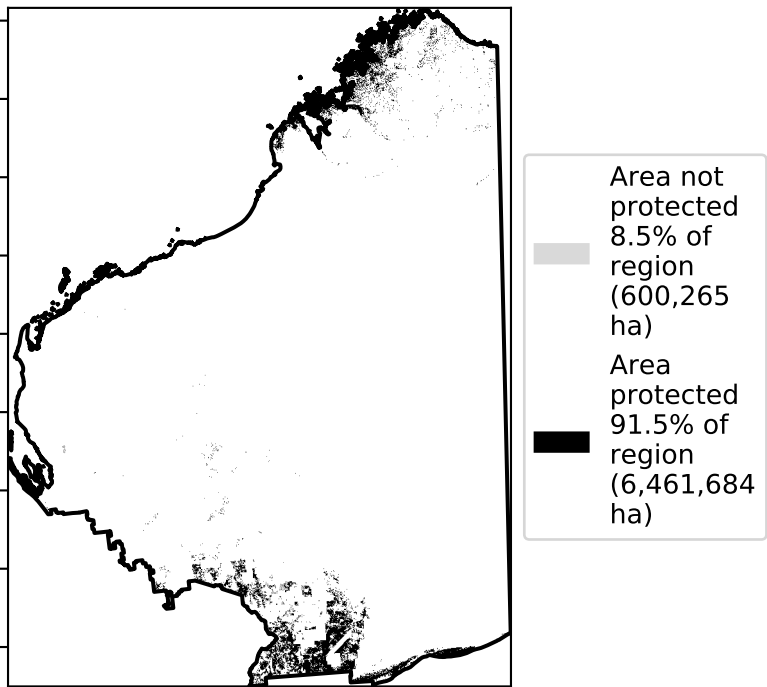 Area not
protected
8.5% of
region
(600,265
ha)
Area
protected
91.5% of
region
(6,461,684
ha)